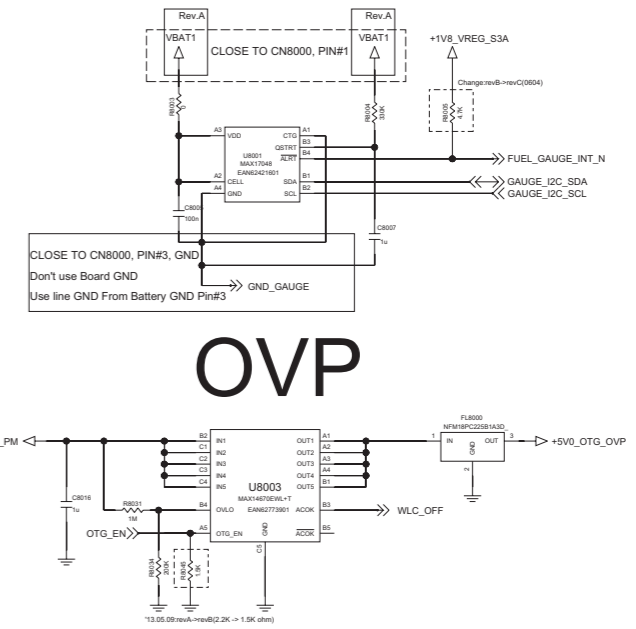 Rev.A
Rev.A
VBAT1
VBAT1
CLOSE TO CN8000, PIN#1
+1V8_VREG_S3A
Change:revB->revC(0604)
R8003
0
R8004
330K
R8005
4.7K
A3
VDD
CTG
A1
QSTRT
B3
ALRT
B4
U8001
MAX17048
EAN62421601
A2
CELL
SDA
B1
A4
GND
SCL
B2
FUEL_GAUGE_INT_N
GAUGE_I2C_SDA
GAUGE_I2C_SCL
100n
C8007
1u
CLOSE TO CN8000, PIN#3, GND
Don't use Board GND
Use line GND From Battery GND Pin#3
GND_GAUGE
OVP
FL8000
NFM18PC225B1A3D_
_PM
B2
IN1
OUT1
A1
C1
IN2
OUT2
A2
C2
IN3
OUT3
A3
C3
IN4
OUT4
A4
C4
IN5
OUT5
B1
1
IN
OUT
3
GND
2
+5V0_OTG_OVP
U8003
MAX14670EWL+T
EAN62773901
C8016
1u
R8031
1M
B4
OVLO
ACOK
B3
WLC_OFF
OTG_EN
A5
OTG_EN
GND
C5
ACOK
B5
R8034
200K
1.5K
'13.05.09:revA->revB(2.2K -> 1.5K ohm)